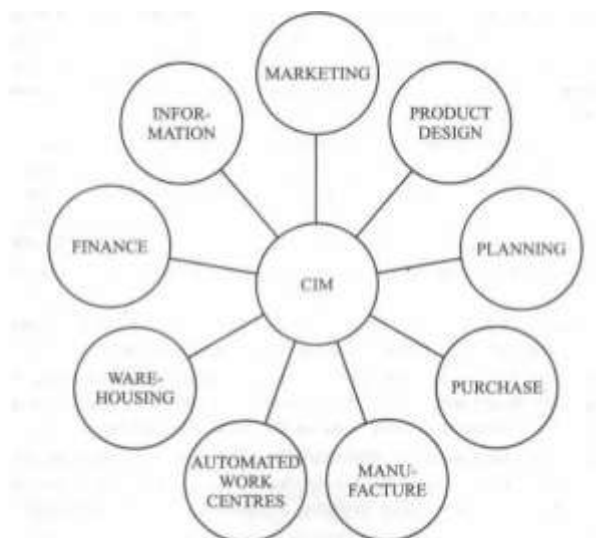 MARKETING
INFOR-
MATION
PRODUCT
DESIGN
FINANCE
PLANNING
CIM
WARE-
HOUSING
PURCHASE
AUTOMATED
WORK
CENTRES
MANU-
FACTURE